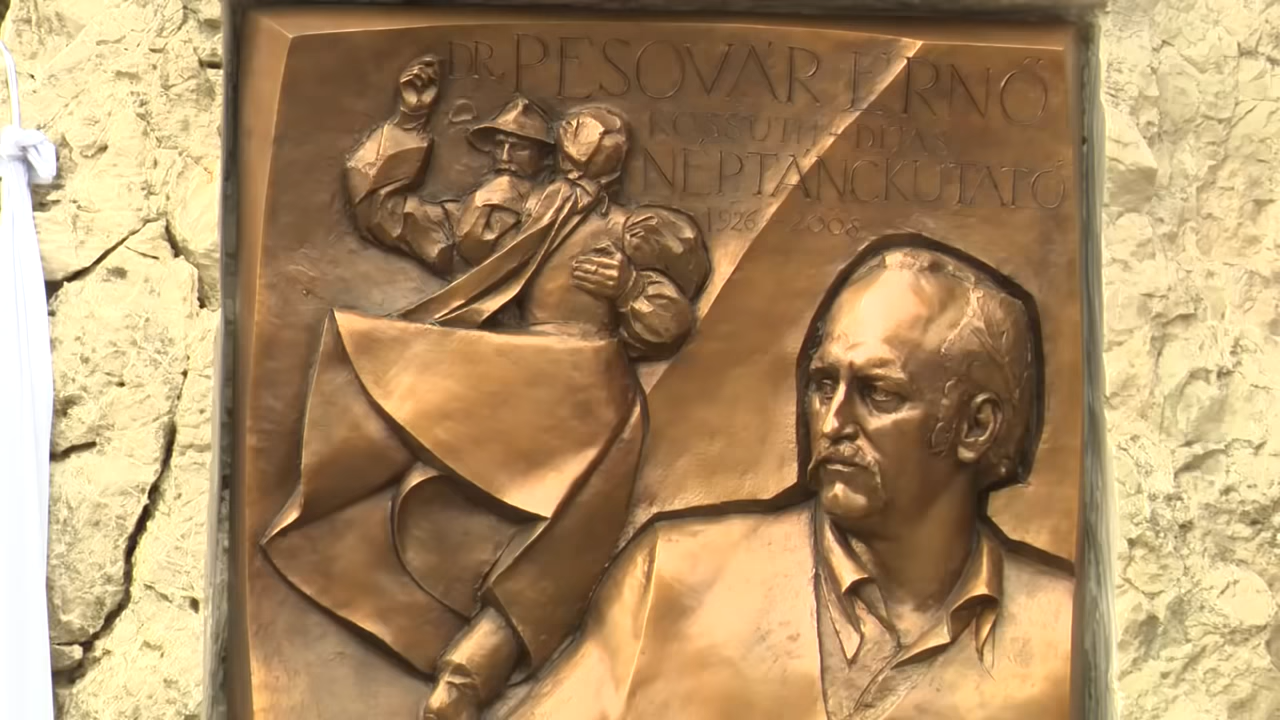 DR. PESOVÁR ERNŐ
KOSSUTH-DÍJAS
NÉPTÁNCKUTATÓ
1926-2008